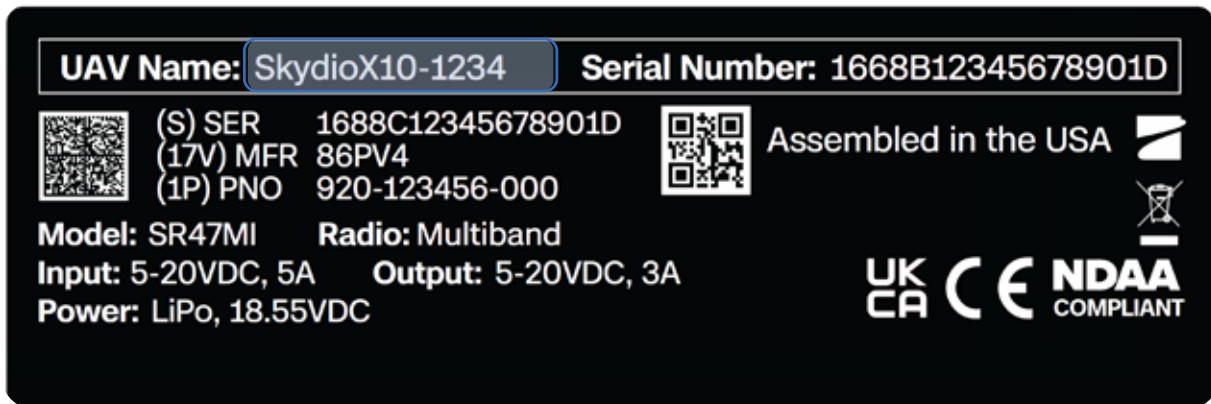 UAV Name: SkydioX10-1234 Serial Number: 1668B12345678901D
(S) SER 1688C12345678901D
(17V) MFR 86PV4
(1P) PNO 920-123456-000
Assembled in the USA
Model: SR47MI Radio: Multiband
Input: 5-20VDC, 5A Output: 5-20VDC, 3A
Power: LiPo, 18.55VDC
UK
CA
CE
NDAA
COMPLIANT